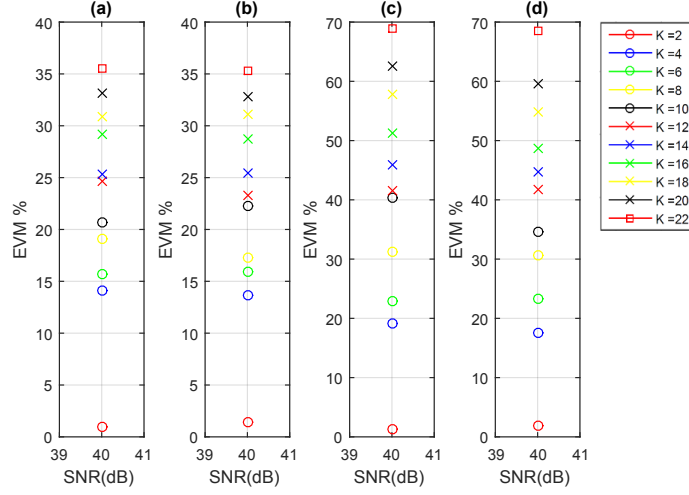 (a)
(b)
(c)
(d)
40
35
30
25
20
15
10
5
0
EVM %
39 40 41
SNR(dB)
40
35
30
25
20
15
10
5
0
EVM %
39 40 41
SNR(dB)
70
60
50
40
30
20
10
0
EVM %
39 40 41
SNR(dB)
70
60
50
40
30
20
10
0
EVM %
39 40 41
SNR(dB)
K =2
K =4
K =6
K =8
K =10
K =12
K =14
K =16
K =18
K =20
K =22